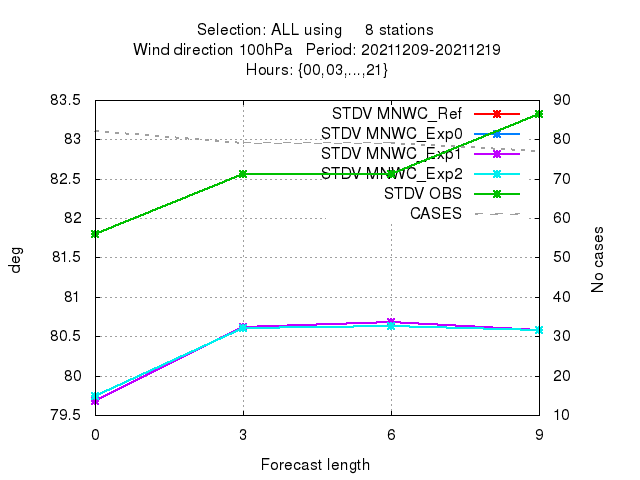 Selection: ALL using     8 stations
Wind direction 100hPa   Period: 20211209-20211219
Hours: {00,03,...,21}
83.5
83
82.5
82
81.5
81
80.5
80
79.5
90
80
70
60
50
40
30
20
10
STDV MNWC_Ref
STDV MNWC_Exp0
STDV MNWC_Exp1
STDV MNWC_Exp2
STDV OBS
CASES
deg
No cases
0 3 6 9
Forecast length